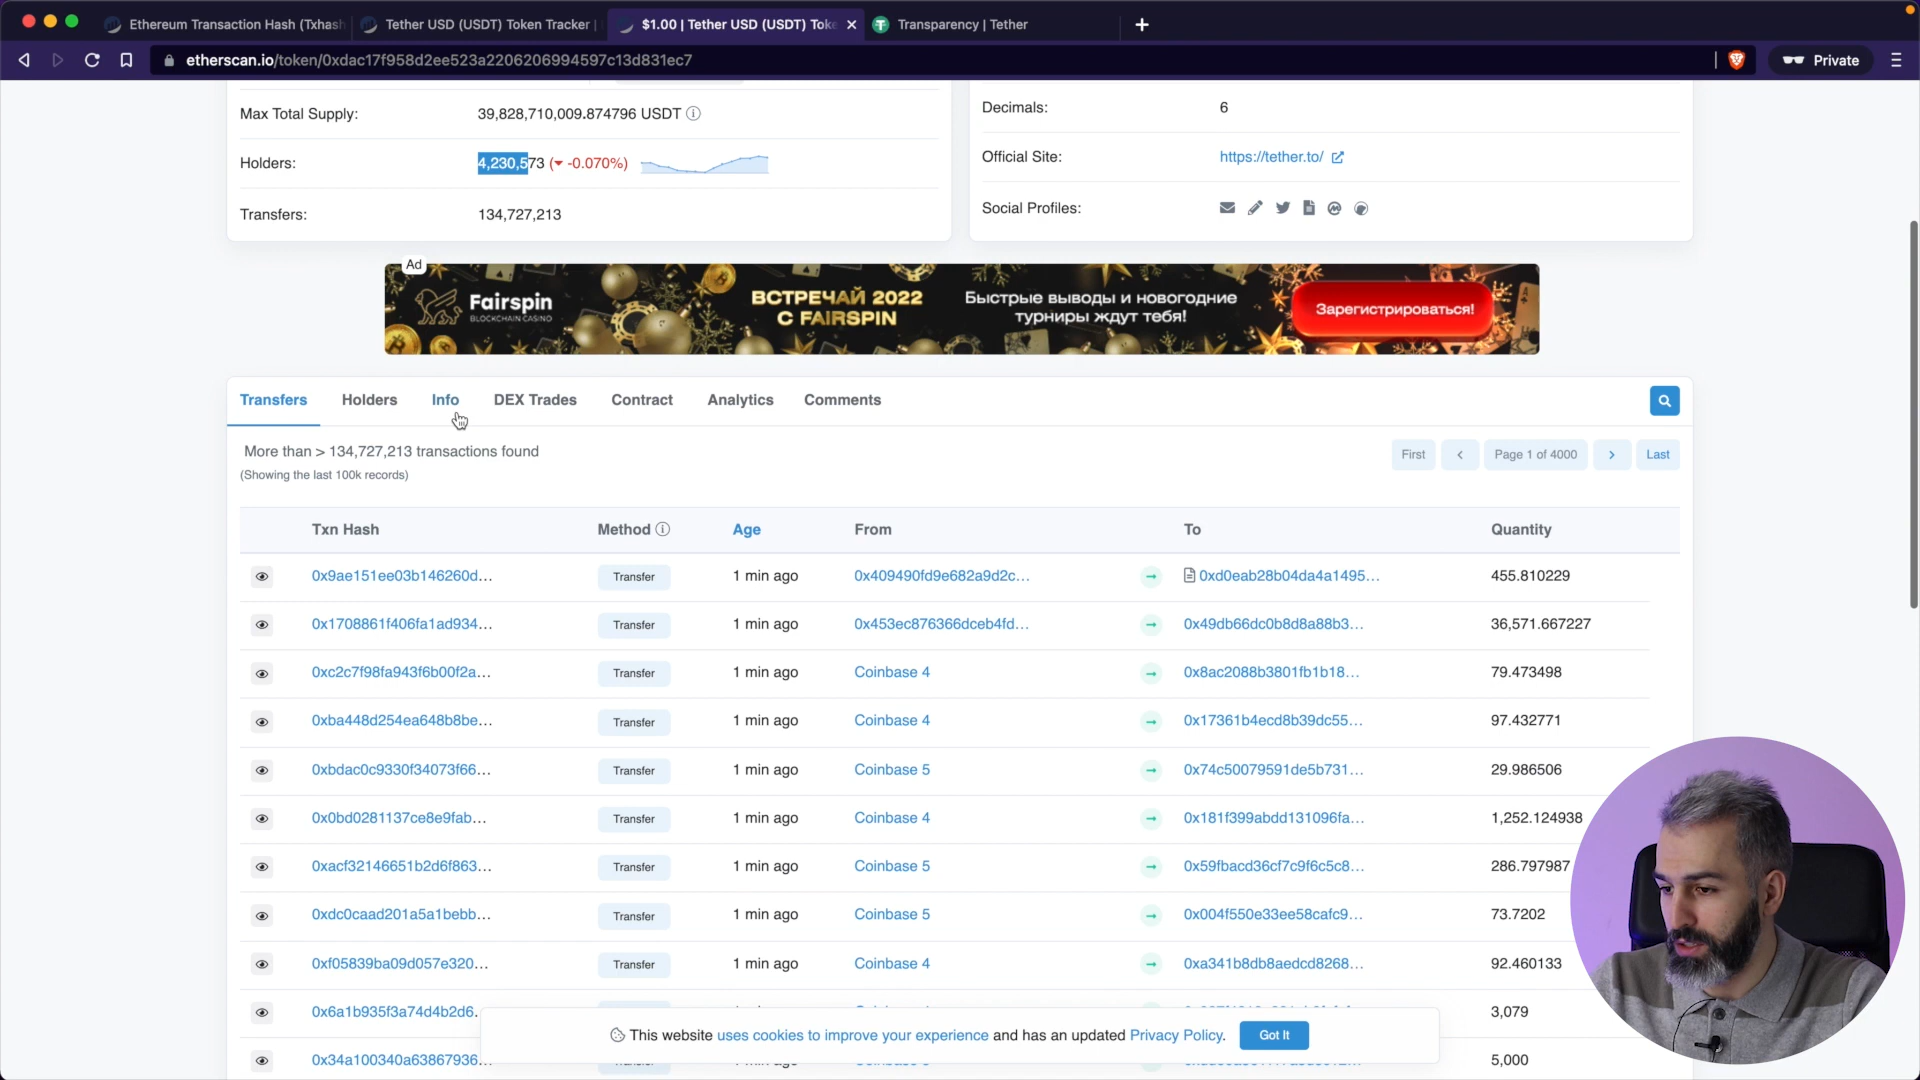 Ethereum Transaction Hash (Txhash
Tether USD (USDT) Token Tracker |
$1.00 | Tether USD (USDT) Tok
Transparency | Tether
etherscan.io/token/0xdac17f958d2ee523a2206206994597c13d831ec7
Private
Max Total Supply: 39,828,710,009.874796 USDT
Holders: 4,230,573 (-0.070%)
Transfers: 134,727,213
Decimals: 6
Official Site: https://tether.to/
Social Profiles:
Ad
Fairspin
BLOCKCHAIN CASINO
ВСТРЕЧАЙ 2022
С FAIRSPIN
Быстрые выводы и новогодние
турниры ждут тебя!
Зарегистрироваться!
Transfers Holders Info DEX Trades Contract Analytics Comments
More than > 134,727,213 transactions found
(Showing the last 100k records)
First Page 1 of 4000 Last
Txn Hash Method Age From To Quantity
0x9ae151ee03b146260d... Transfer 1 min ago 0x409490fd9e682a9d2c... 0xd0eab28b04da4a1495... 455.810229
0x1708861f406fa1ad934... Transfer 1 min ago 0x453ec876366dceb4fd... 0x49db66dc0b8d8a88b3... 36,571.667227
0xc2c7f98fa943f6b00f2a... Transfer 1 min ago Coinbase 4 0x8ac2088b3801fb1b18... 79.473498
0xba448d254ea648b8be... Transfer 1 min ago Coinbase 4 0x17361b4ecd8b39dc55... 97.432771
0xbdac0c9330f34073f66... Transfer 1 min ago Coinbase 5 0x74c50079591de5b731... 29.986506
0x0bd0281137ce8e9fab... Transfer 1 min ago Coinbase 4 0x181f399abdd131096fa... 1,252.124938
0xacf32146651b2d6f863... Transfer 1 min ago Coinbase 5 0x59fbacd36cf7c9f6c5c8... 286.797987
0xdc0caad201a5a1bebb... Transfer 1 min ago Coinbase 5 0x004f550e33ee58cafc9... 73.7202
0xf05839ba09d057e320... Transfer 1 min ago Coinbase 4 0xa341b8db8aedcd8268... 92.460133
0x6a1b935f3a74d4b2d6. 3,079
This website uses cookies to improve your experience and has an updated Privacy Policy. Got It
0x34a100340a63867936. 5,000